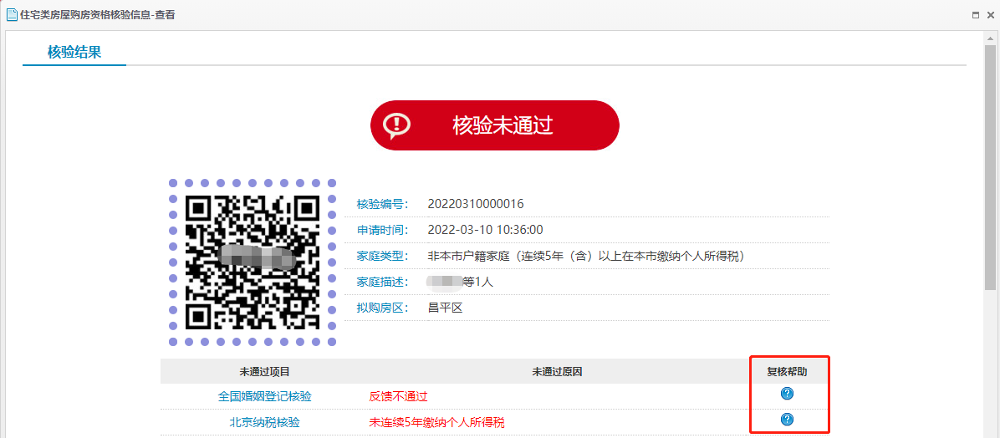 住宅类房屋购房资格核验信息-查看
核验结果
核验未通过
核验编号: 20220310000016
申请时间: 2022-03-10 10:36:00
家庭类型: 非本市户籍家庭（连续5年（含）以上在本市缴纳个人所得税）
家庭描述: 等1人
拟购房区: 昌平区
未通过项目 未通过原因 复核帮助
全国婚姻登记核验 反馈不通过
北京纳税核验 未连续5年缴纳个人所得税